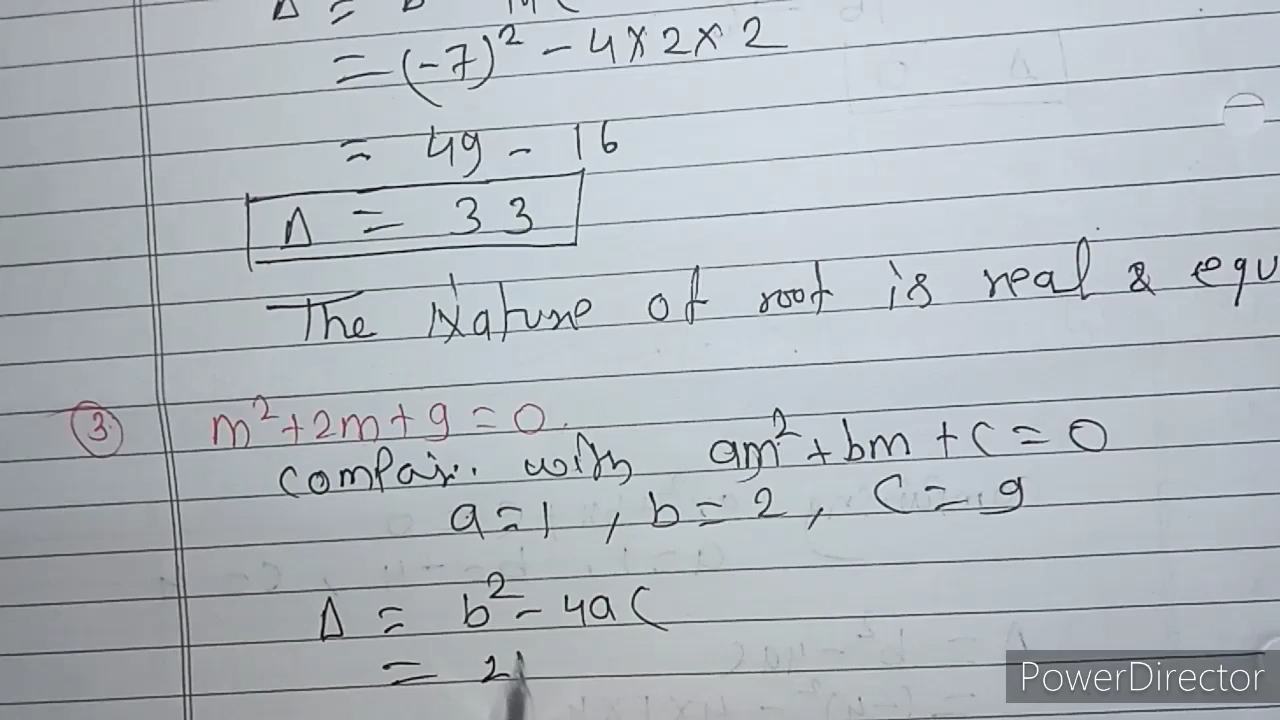 = (-7)² - 4×2×2
= 49 - 16
Δ = 33
The Nature of root is real & equ
③ m² + 2m + 9 = 0.
compair. with am² + bm + c = 0
a = 1, b = 2, c = 9
Δ = b² - 4ac
= 2
PowerDirector